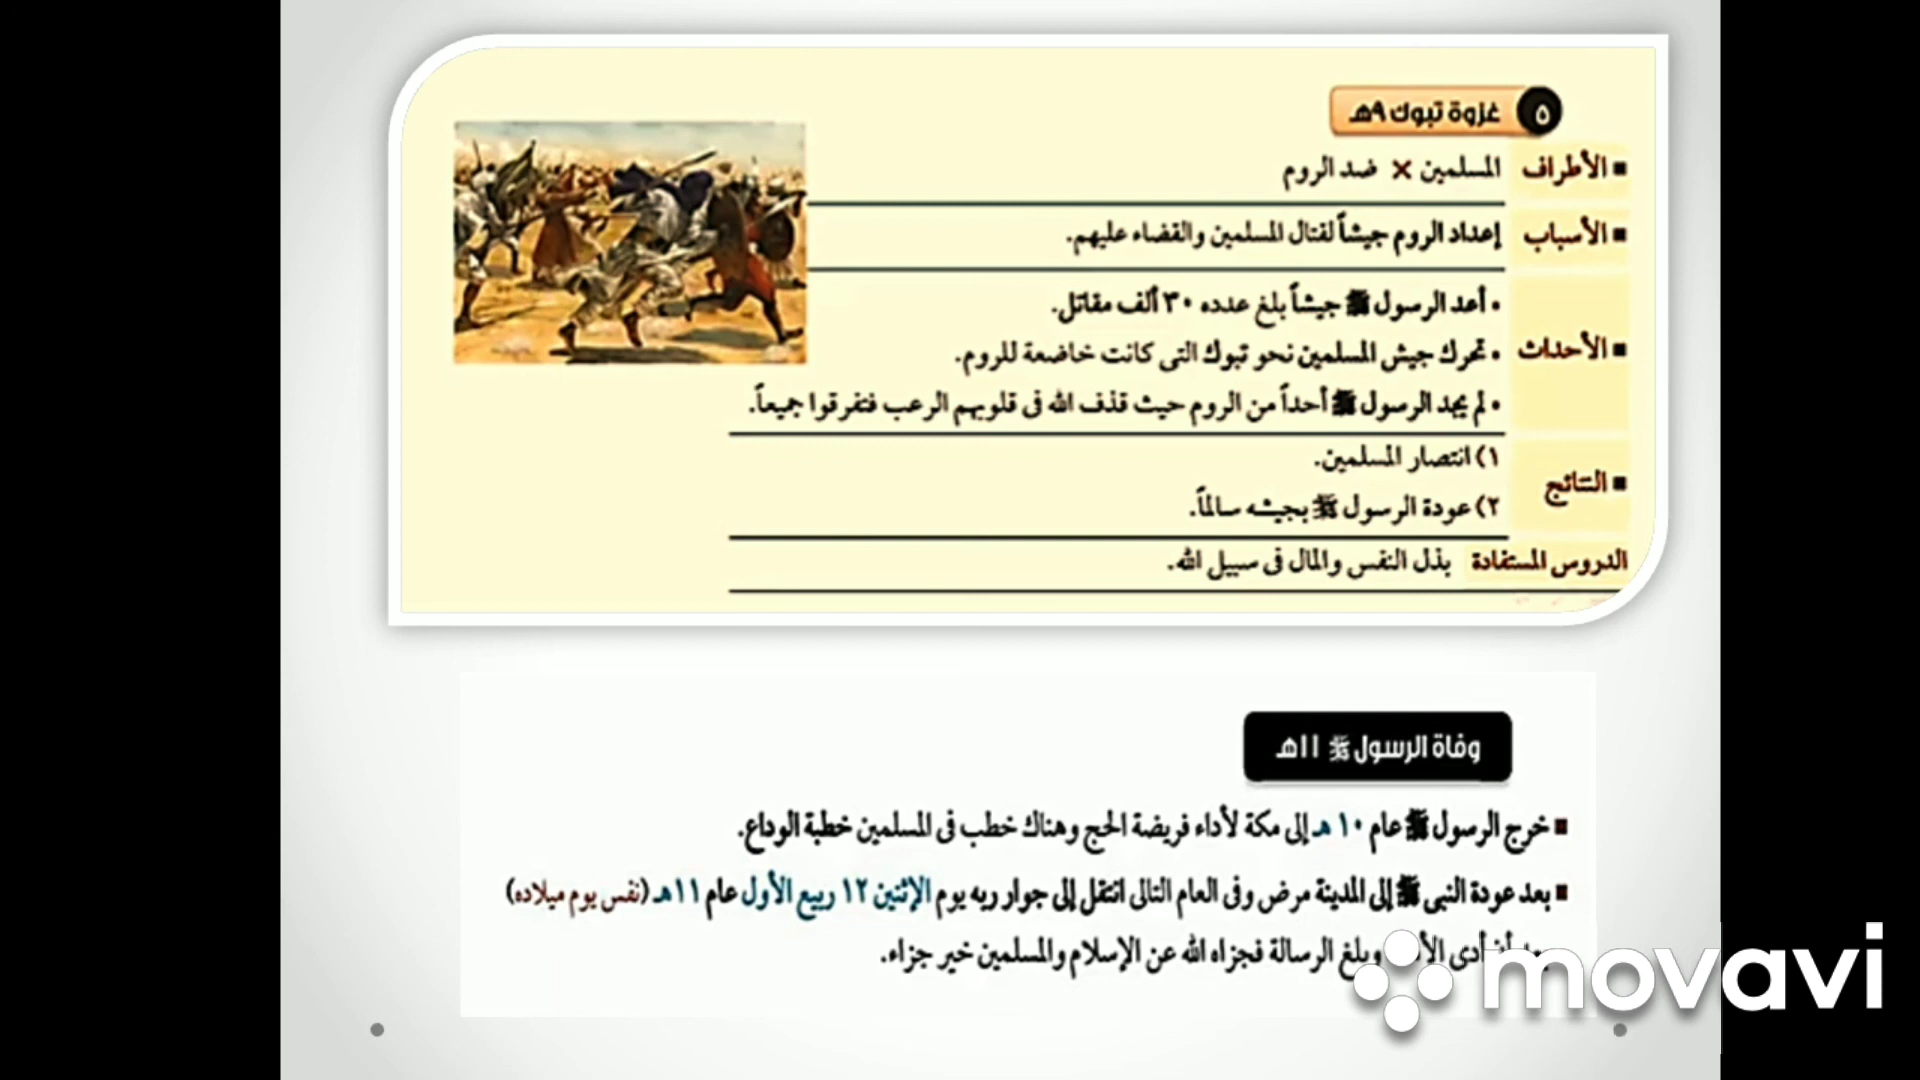 ٥ غزوة تبوك ٩هـ
■ الأطراف المسلمين × ضد الروم
■ الأسباب إعداد الروم جيشاً لقتال المسلمين والقضاء عليهم.
■ الأحداث
• أعد الرسول ﷺ جيشاً بلغ عدده ٣٠ ألف مقاتل.
• تحرك جيش المسلمين نحو تبوك التى كانت خاضعة للروم.
• لم يجد الرسول ﷺ أحداً من الروم حيث قذف الله فى قلوبهم الرعب فتفرقوا جميعاً.
■ النتائج
١) انتصار المسلمين.
٢) عودة الرسول ﷺ بجيشه سالماً.
الدروس المستفادة بذل النفس والمال فى سبيل الله.
وفاة الرسول ﷺ ١١هـ
■ خرج الرسول ﷺ عام ١٠ هـ إلى مكة لأداء فريضة الحج وهناك خطب فى المسلمين خطبة الوداع.
■ بعد عودة النبى ﷺ إلى المدينة مرض وفى العام التالى انتقل إلى جوار ربه يوم الإثنين ١٢ ربيع الأول عام ١١هـ (نفس يوم ميلاده)
أدى وبلغ الرسالة فجزاه الله عن الإسلام والمسلمين خير جزاء.
movavi